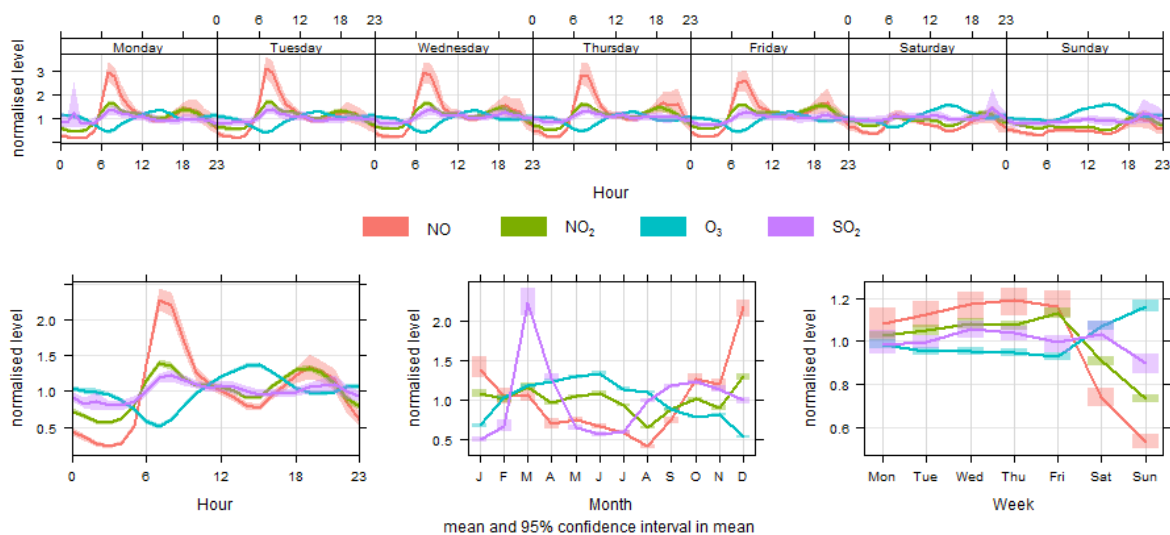 0 6 12 18 23 0 6 12 18 23 0 6 12 18 23
Monday Tuesday Wednesday Thursday Friday Saturday Sunday
normalised level
3
2
1
0 6 12 18 23 0 6 12 18 23 0 6 12 18 23 0 6 12 18 23
Hour
NO NO₂ O₃ SO₂
normalised level
2.0
1.5
1.0
0.5
0 6 12 18 23
Hour
normalised level
2.0
1.5
1.0
0.5
J F M A M J J A S O N D
Month
mean and 95% confidence interval in mean
normalised level
1.2
1.0
0.8
0.6
Mon Tue Wed Thu Fri Sat Sun
Week